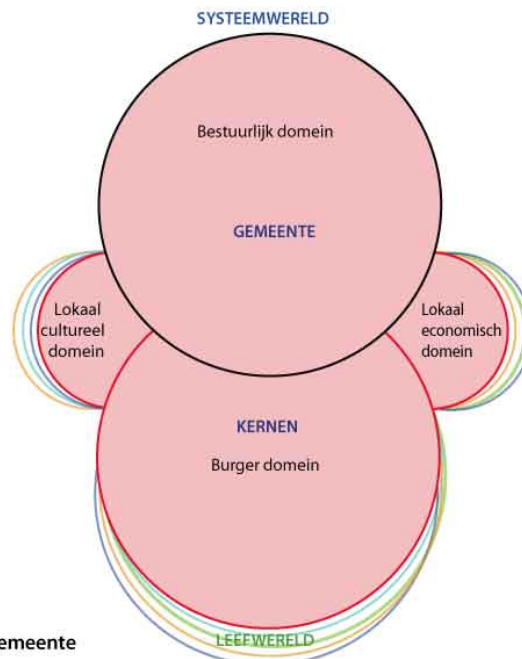 SYSTEEMWERELD
Bestuurlijk domein
GEMEENTE
Lokaal
cultureel
domein
Lokaal
economisch
domein
KERNEN
Burger domein
emeente
LEEFWERELD